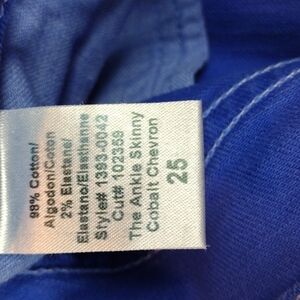 98% Cotton/
Algodon/Coton
2% Elastane/
Elastano/Elasthanne
Style# 1393-0042
Cut# 102359
The Ankle Skinny
Cobalt Chevron
25